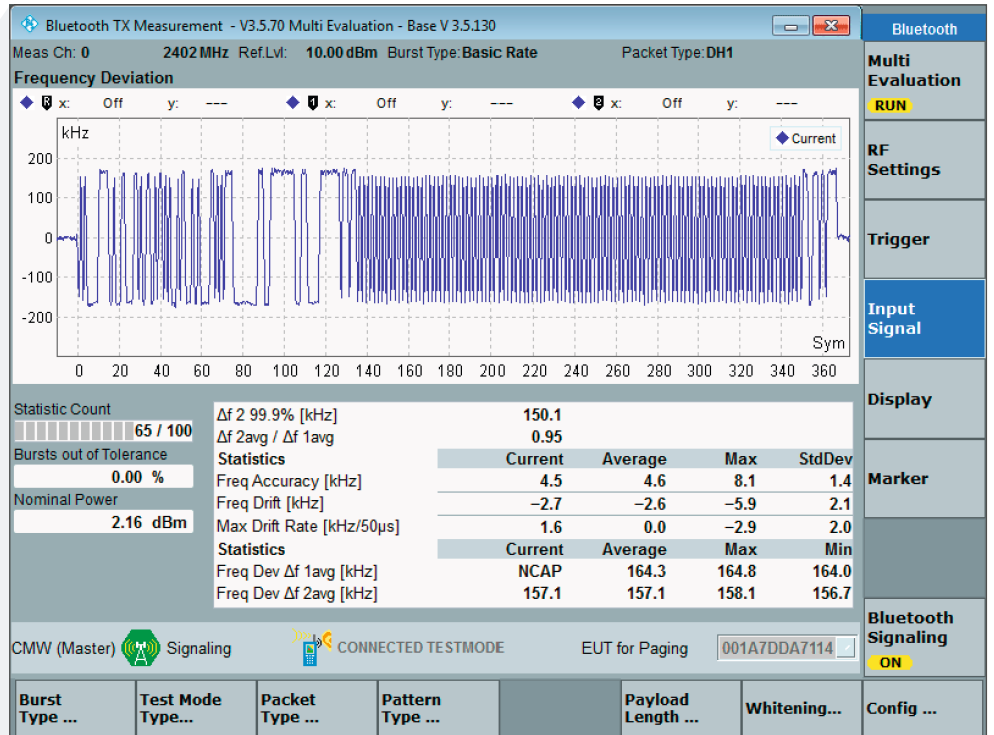 Bluetooth TX Measurement - V3.5.70 Multi Evaluation - Base V 3.5.130
Bluetooth
Meas Ch: 0 2402 MHz Ref.Lvl: 10.00 dBm Burst Type: Basic Rate Packet Type: DH1
Frequency Deviation
R x: Off y: --- 1 x: Off y: --- 2 x: Off y: ---
kHz
Current
200
100
0
-100
-200
Sym
0 20 40 60 80 100 120 140 160 180 200 220 240 260 280 300 320 340 360
Statistic Count
65 / 100
Bursts out of Tolerance
0.00 %
Nominal Power
2.16 dBm
Δf 2 99.9% [kHz] 150.1
Δf 2avg / Δf 1avg 0.95
Statistics Current Average Max StdDev
Freq Accuracy [kHz] 4.5 4.6 8.1 1.4
Freq Drift [kHz] −2.7 −2.6 −5.9 2.1
Max Drift Rate [kHz/50µs] 1.6 0.0 −2.9 2.0
Statistics Current Average Max Min
Freq Dev Δf 1avg [kHz] NCAP 164.3 164.8 164.0
Freq Dev Δf 2avg [kHz] 157.1 157.1 158.1 156.7
CMW (Master) Signaling CONNECTED TESTMODE EUT for Paging 001A7DDA7114
Multi
Evaluation
RUN
RF
Settings
Trigger
Input
Signal
Display
Marker
Bluetooth
Signaling
ON
Burst
Type ...
Test Mode
Type...
Packet
Type ...
Pattern
Type ...
Payload
Length ...
Whitening...
Config ...